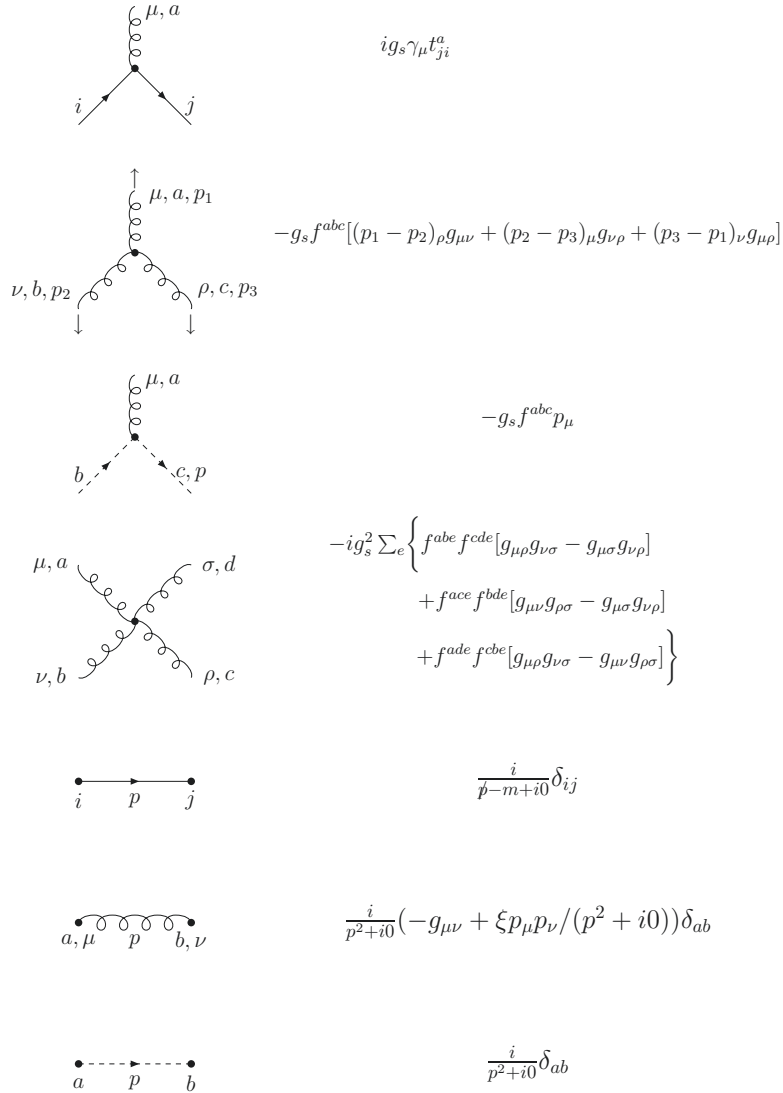 μ, a
i g_s γ_μ t^a_{ji}
i j
↑
μ, a, p_1
−g_s f^{abc}[(p_1 − p_2)_ρ g_{μν} + (p_2 − p_3)_μ g_{νρ} + (p_3 − p_1)_ν g_{μρ}]
ν, b, p_2 ρ, c, p_3
↓ ↓
μ, a
−g_s f^{abc} p_μ
b c, p
−i g_s^2 ∑_e { f^{abe} f^{cde}[g_{μρ} g_{νσ} − g_{μσ} g_{νρ}]
μ, a σ, d
+f^{ace} f^{bde}[g_{μν} g_{ρσ} − g_{μσ} g_{νρ}]
+f^{ade} f^{cbe}[g_{μρ} g_{νσ} − g_{μν} g_{ρσ}] }
ν, b ρ, c
\frac{i}{\not{p}−m+i0} δ_{ij}
i p j
\frac{i}{p^2+i0}(−g_{μν} + ξ p_μ p_ν/(p^2 + i0))δ_{ab}
a, μ p b, ν
\frac{i}{p^2+i0} δ_{ab}
a p b